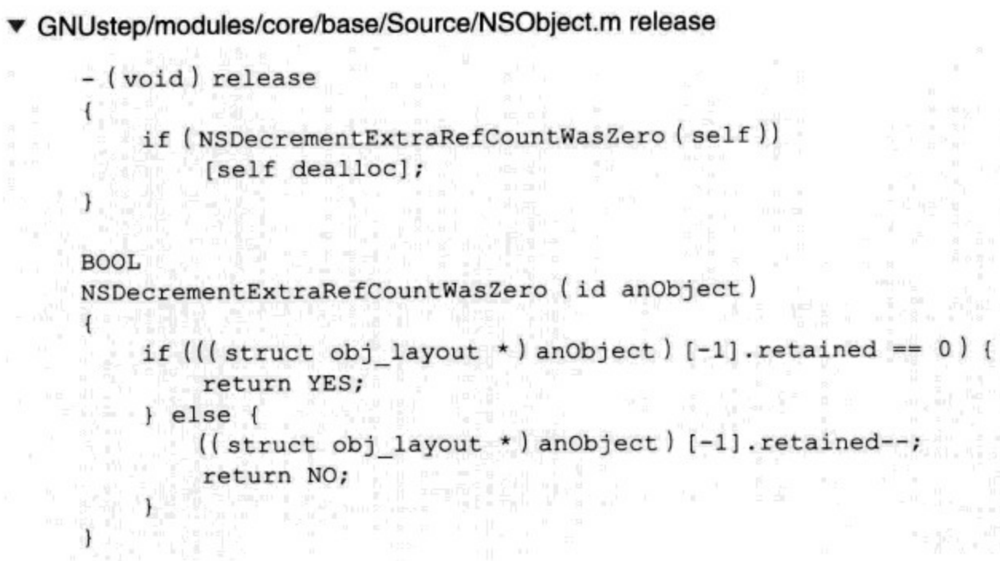 ▼ GNUstep/modules/core/base/Source/NSObject.m release
- (void) release
{
if (NSDecrementExtraRefCountWasZero (self))
[self dealloc];
}
BOOL
NSDecrementExtraRefCountWasZero (id anObject)
{
if (((struct obj_layout *) anObject) [-1].retained == 0) {
return YES;
} else {
((struct obj_layout *) anObject) [-1].retained--;
return NO;
}
}